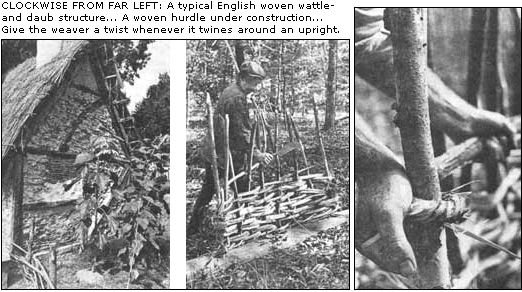 CLOCKWISE FROM FAR LEFT: A typical English woven wattle-
and daub structure... A woven hurdle under construction...
Give the weaver a twist whenever it twines around an upright.